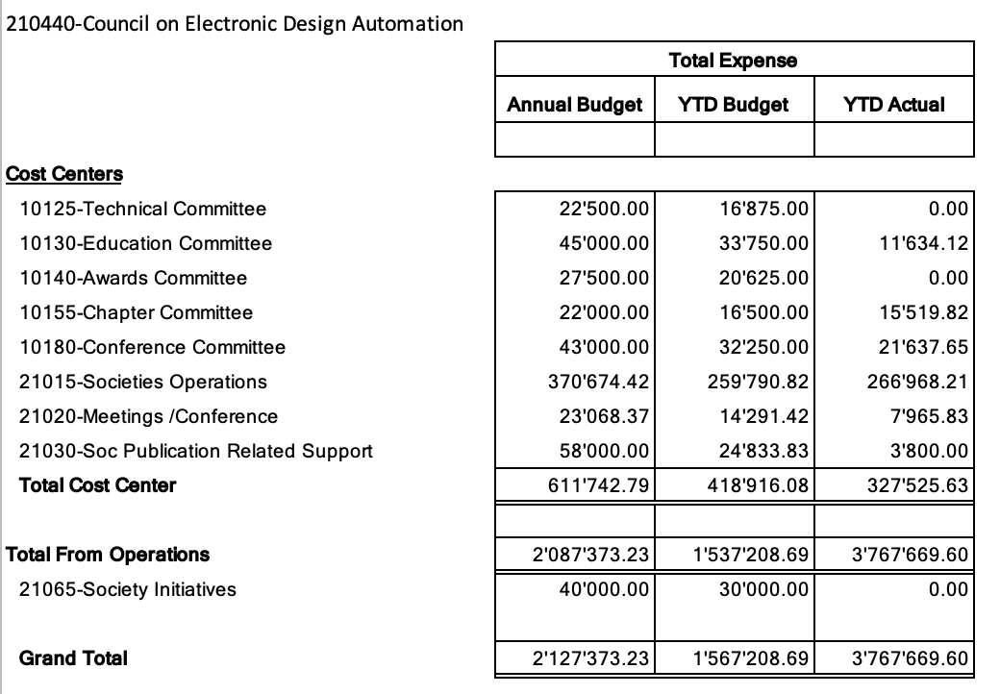 210440-Council on Electronic Design Automation
Total Expense
Annual Budget YTD Budget YTD Actual
Cost Centers
10125-Technical Committee 22'500.00 16'875.00 0.00
10130-Education Committee 45'000.00 33'750.00 11'634.12
10140-Awards Committee 27'500.00 20'625.00 0.00
10155-Chapter Committee 22'000.00 16'500.00 15'519.82
10180-Conference Committee 43'000.00 32'250.00 21'637.65
21015-Societies Operations 370'674.42 259'790.82 266'968.21
21020-Meetings /Conference 23'068.37 14'291.42 7'965.83
21030-Soc Publication Related Support 58'000.00 24'833.83 3'800.00
Total Cost Center 611'742.79 418'916.08 327'525.63
Total From Operations 2'087'373.23 1'537'208.69 3'767'669.60
21065-Society Initiatives 40'000.00 30'000.00 0.00
Grand Total 2'127'373.23 1'567'208.69 3'767'669.60